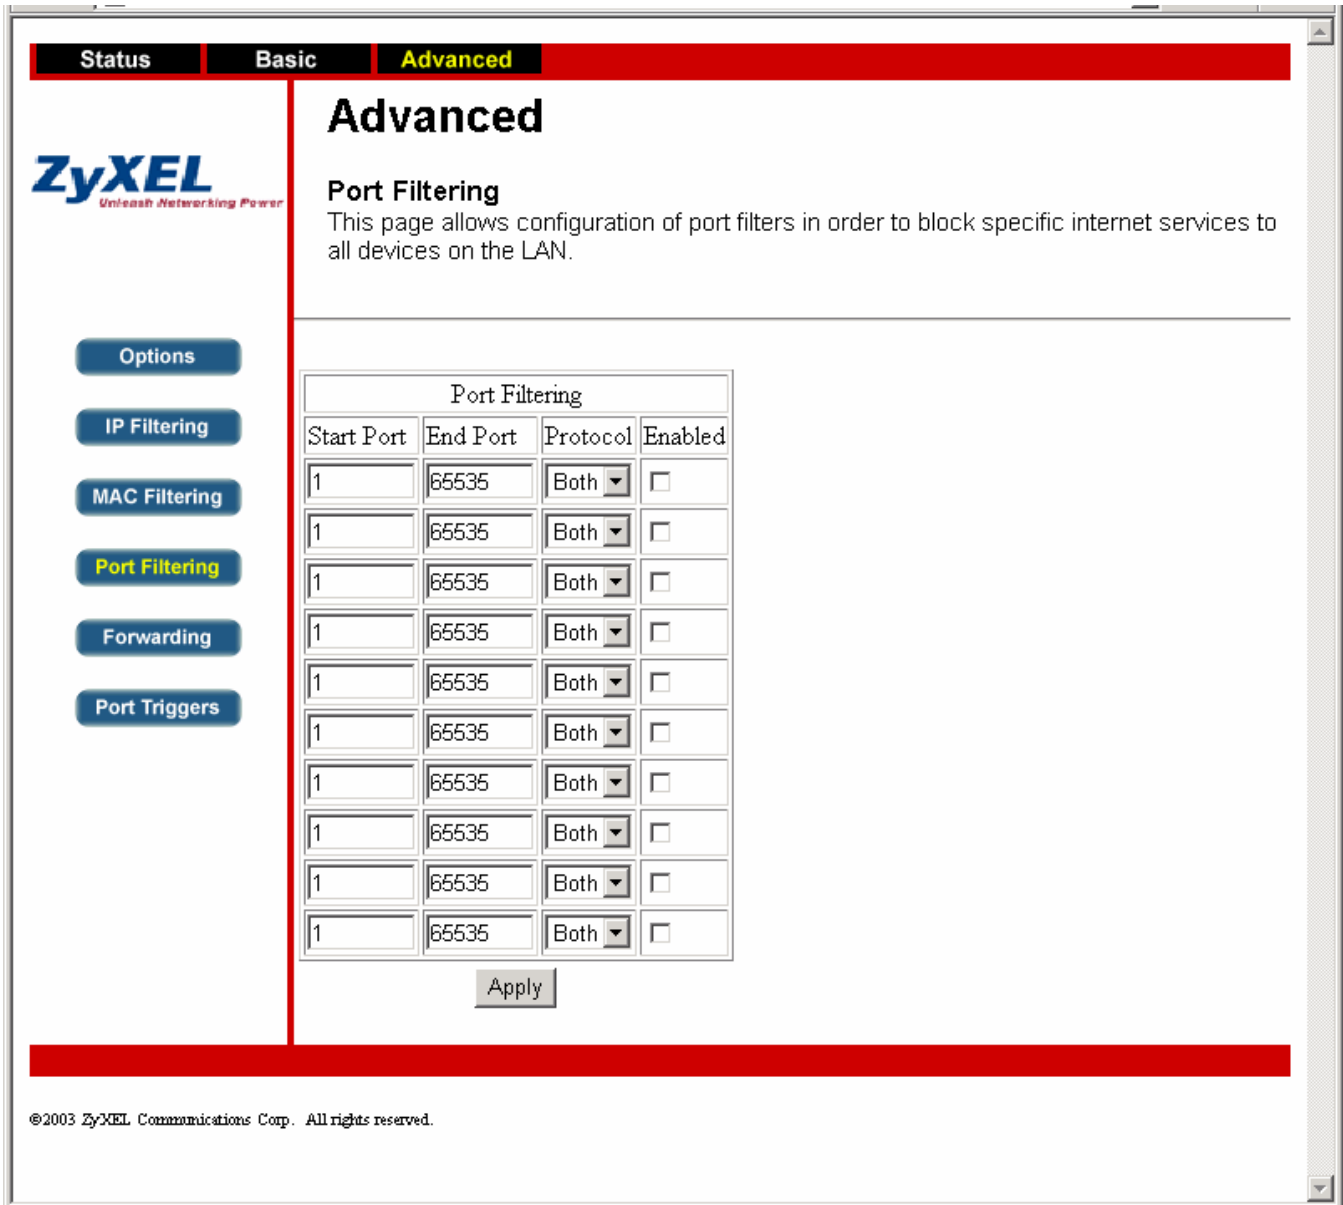 Status Basic Advanced
Advanced
ZyXEL
Unleash Networking Power
Port Filtering
This page allows configuration of port filters in order to block specific internet services to
all devices on the LAN.
Options
IP Filtering
MAC Filtering
Port Filtering
Forwarding
Port Triggers
Port Filtering
Start Port End Port Protocol Enabled
1 65535 Both
1 65535 Both
1 65535 Both
1 65535 Both
1 65535 Both
1 65535 Both
1 65535 Both
1 65535 Both
1 65535 Both
1 65535 Both
Apply
©2003 ZyXEL Communications Corp. All rights reserved.